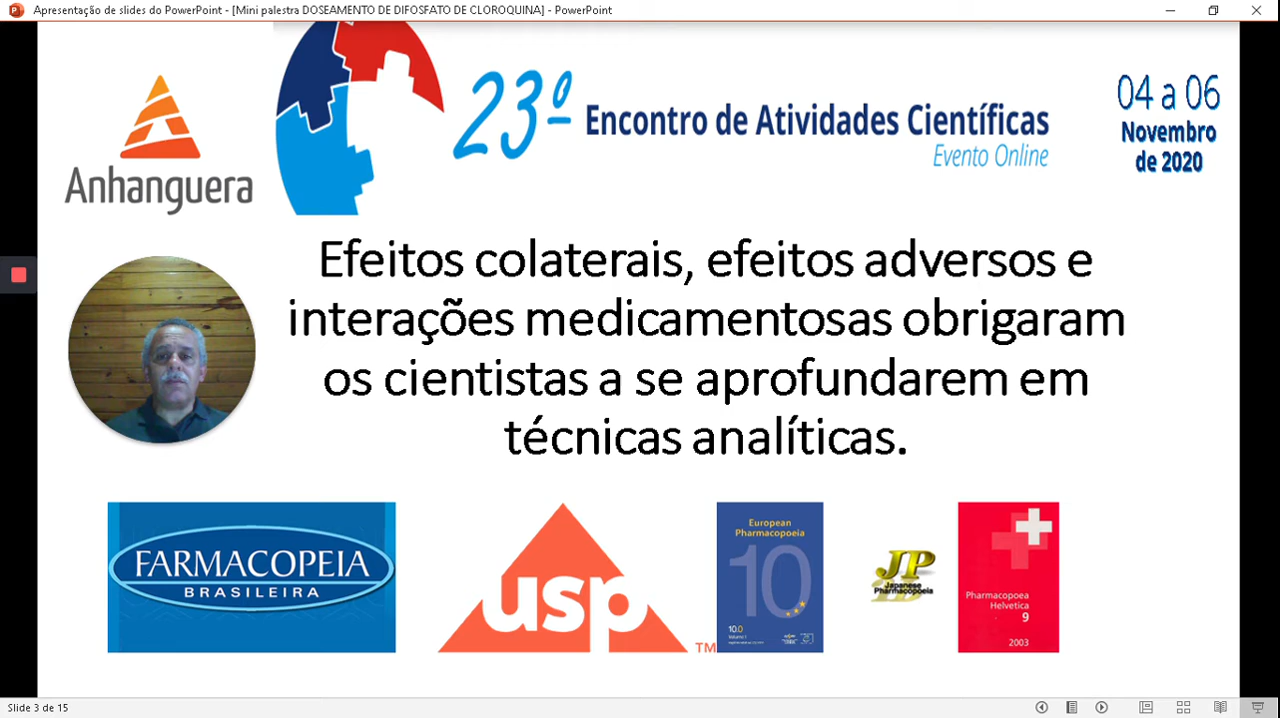 Apresentação de slides do PowerPoint - [Mini palestra DOSEAMENTO DE DIFOSFATO DE CLOROQUINA] - PowerPoint
Anhanguera
23º Encontro de Atividades Científicas
Evento Online
04 a 06
Novembro
de 2020
Efeitos colaterais, efeitos adversos e
interações medicamentosas obrigaram
os cientistas a se aprofundarem em
técnicas analíticas.
FARMACOPEIA
BRASILEIRA
usp
TM
European
Pharmacopoeia
10
10.0
Volume 1
JP
Japanese
Pharmacopoeia
Pharmacopoea
Helvetica
9
2003
Slide 3 de 15